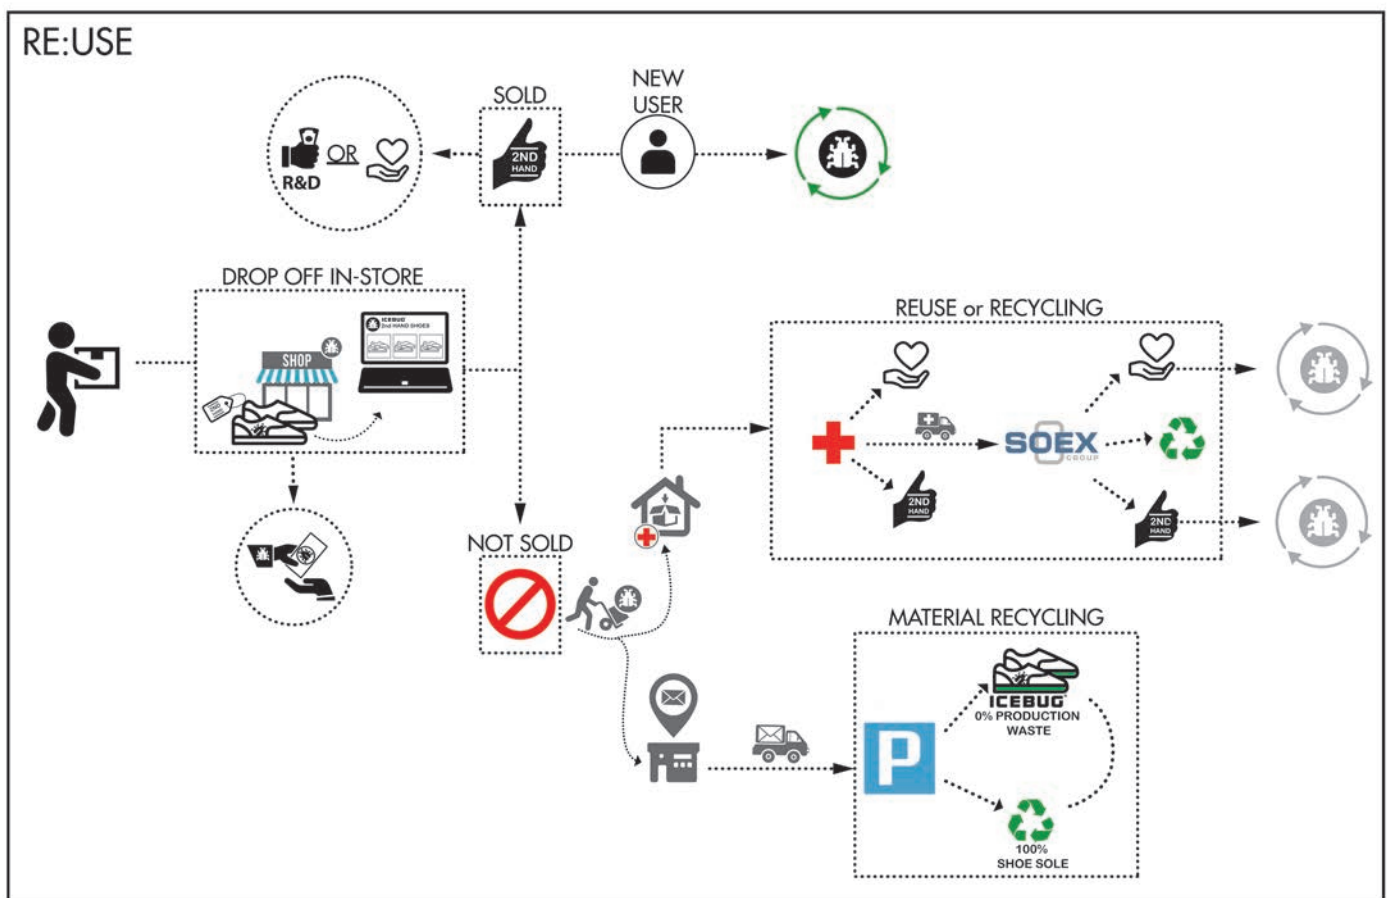 RE:USE
NEW
USER
SOLD
2ND
HAND
OR
R&D
DROP OFF IN-STORE
ICEBUG
2nd HAND SHOES
SHOP
REUSE or RECYCLING
SOEX
GROUP
2ND
HAND
2ND
HAND
NOT SOLD
MATERIAL RECYCLING
ICEBUG
0% PRODUCTION
WASTE
P
100%
SHOE SOLE